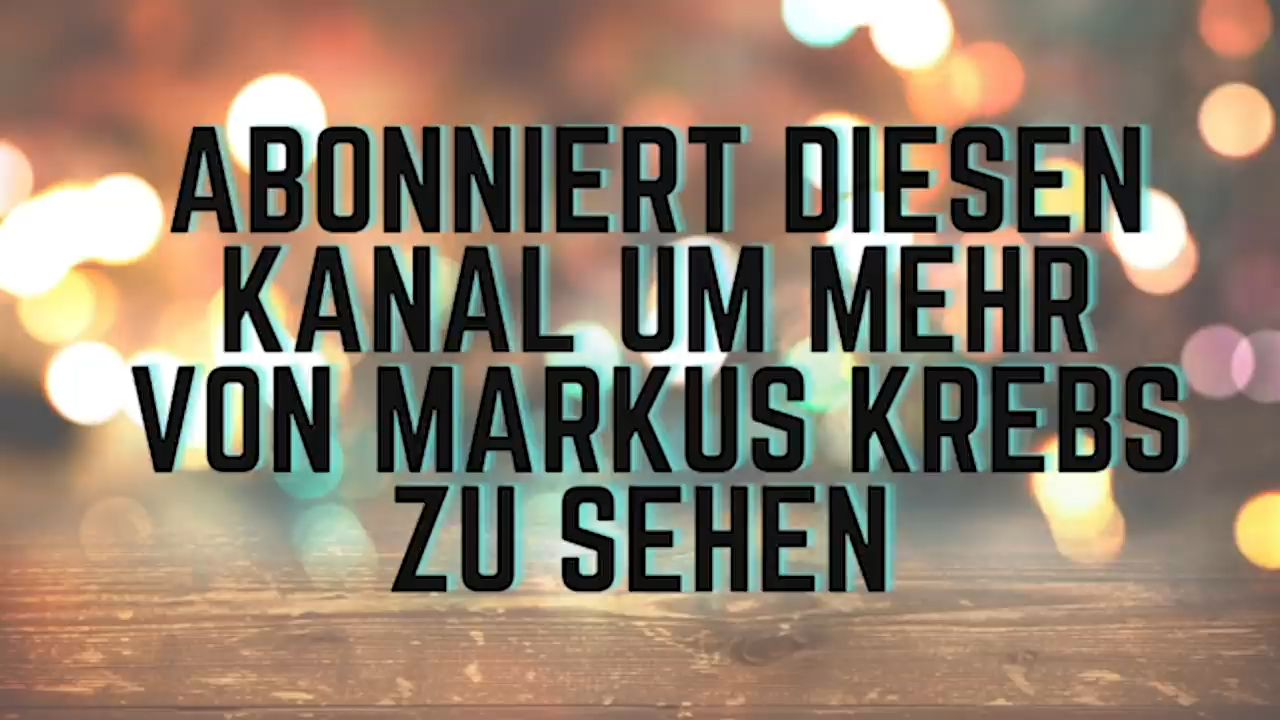 ABONNIERT DIESEN
KANAL UM MEHR
VON MARKUS KREBS
ZU SEHEN